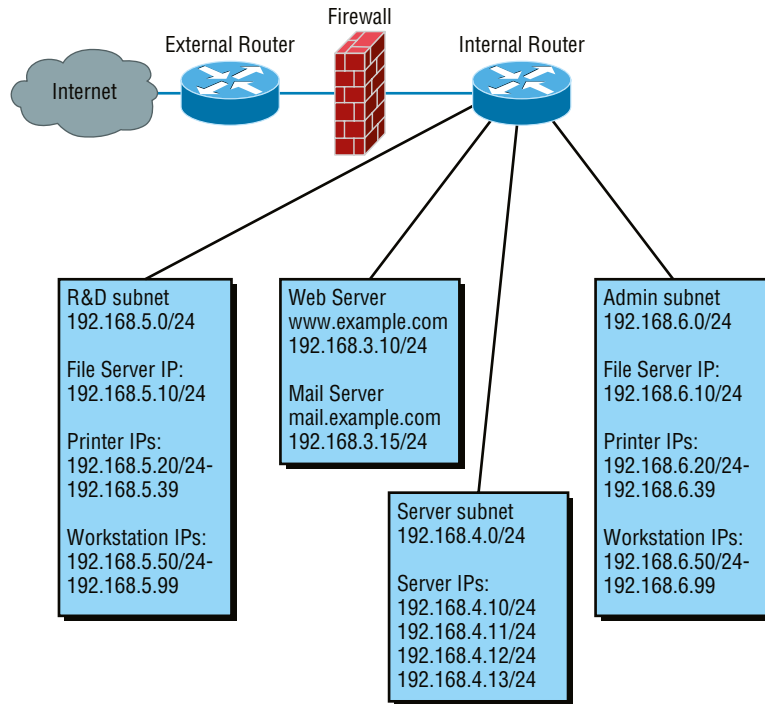 Firewall
External Router
Internal Router
Internet
R&D subnet
192.168.5.0/24
File Server IP:
192.168.5.10/24
Printer IPs:
192.168.5.20/24-
192.168.5.39
Workstation IPs:
192.168.5.50/24-
192.168.5.99
Web Server
www.example.com
192.168.3.10/24
Mail Server
mail.example.com
192.168.3.15/24
Server subnet
192.168.4.0/24
Server IPs:
192.168.4.10/24
192.168.4.11/24
192.168.4.12/24
192.168.4.13/24
Admin subnet
192.168.6.0/24
File Server IP:
192.168.6.10/24
Printer IPs:
192.168.6.20/24-
192.168.6.39
Workstation IPs:
192.168.6.50/24-
192.168.6.99